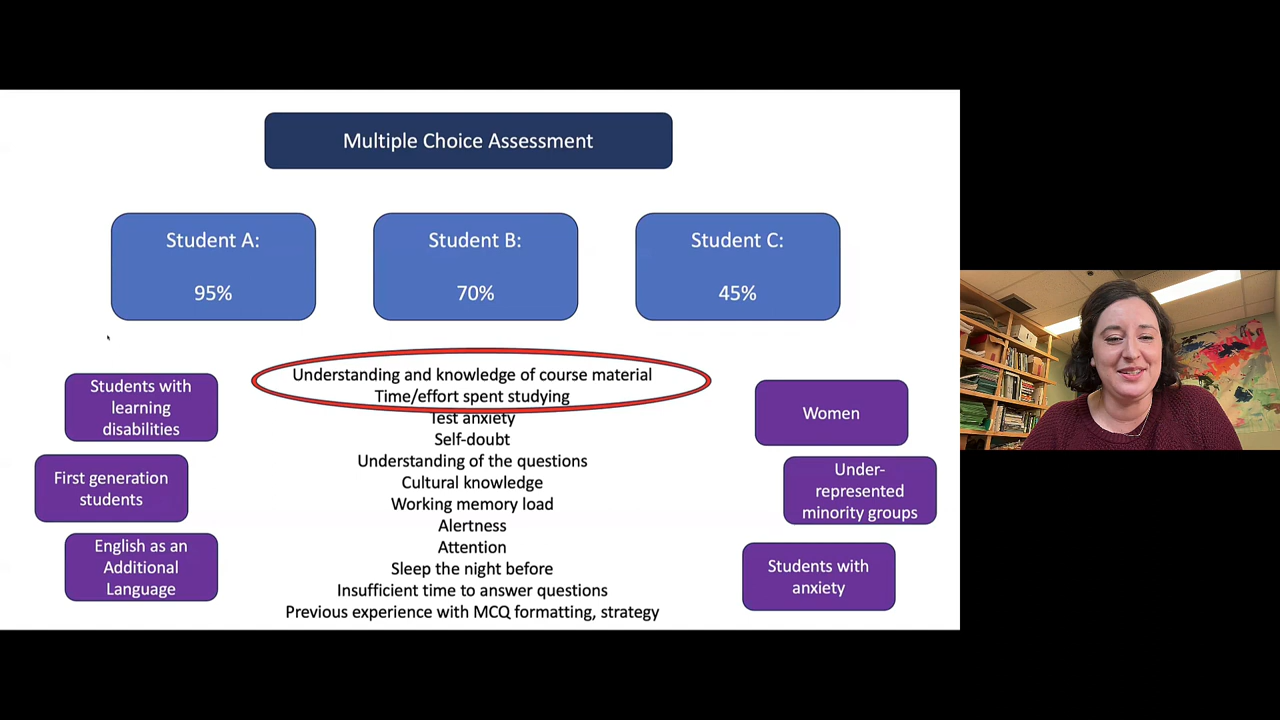 Multiple Choice Assessment
Student A:
95%
Student B:
70%
Student C:
45%
Understanding and knowledge of course material
Time/effort spent studying
Test anxiety
Self-doubt
Understanding of the questions
Cultural knowledge
Working memory load
Alertness
Attention
Sleep the night before
Insufficient time to answer questions
Previous experience with MCQ formatting, strategy
Students with
learning
disabilities
First generation
students
English as an
Additional
Language
Women
Under-
represented
minority groups
Students with
anxiety